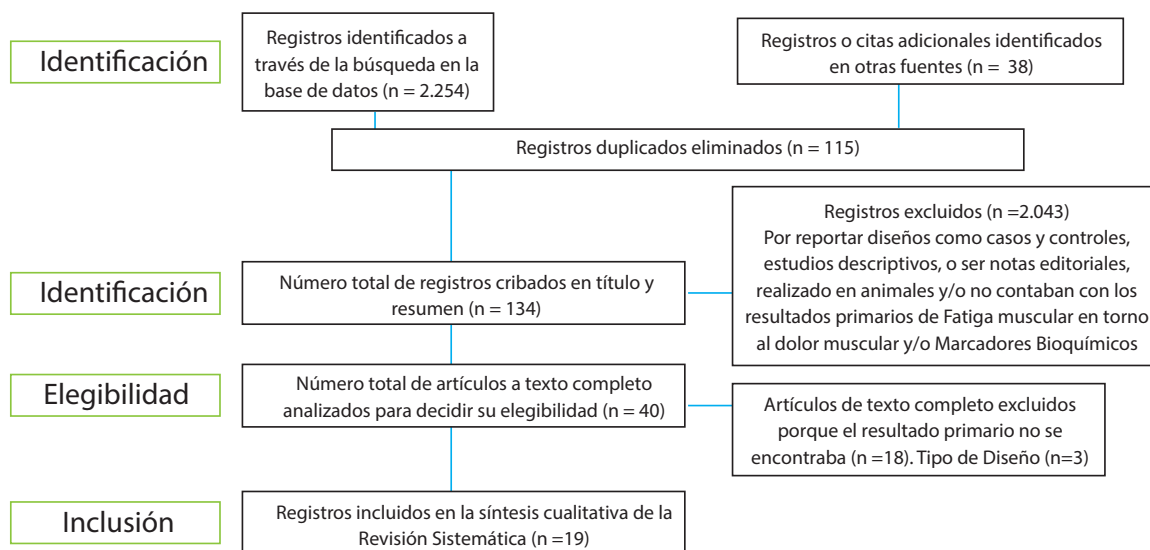 Identificación
Registros identificados a
través de la búsqueda en la
base de datos (n = 2.254)
Registros o citas adicionales identificados
en otras fuentes (n = 38)
Registros duplicados eliminados (n = 115)
Identificación
Número total de registros cribados en título y
resumen (n = 134)
Registros excluidos (n =2.043)
Por reportar diseños como casos y controles,
estudios descriptivos, o ser notas editoriales,
realizado en animales y/o no contaban con los
resultados primarios de Fatiga muscular en torno
al dolor muscular y/o Marcadores Bioquímicos
Elegibilidad
Número total de artículos a texto completo
analizados para decidir su elegibilidad (n = 40)
Artículos de texto completo excluidos
porque el resultado primario no se
encontraba (n =18). Tipo de Diseño (n=3)
Inclusión
Registros incluidos en la síntesis cualitativa de la
Revisión Sistemática (n =19)